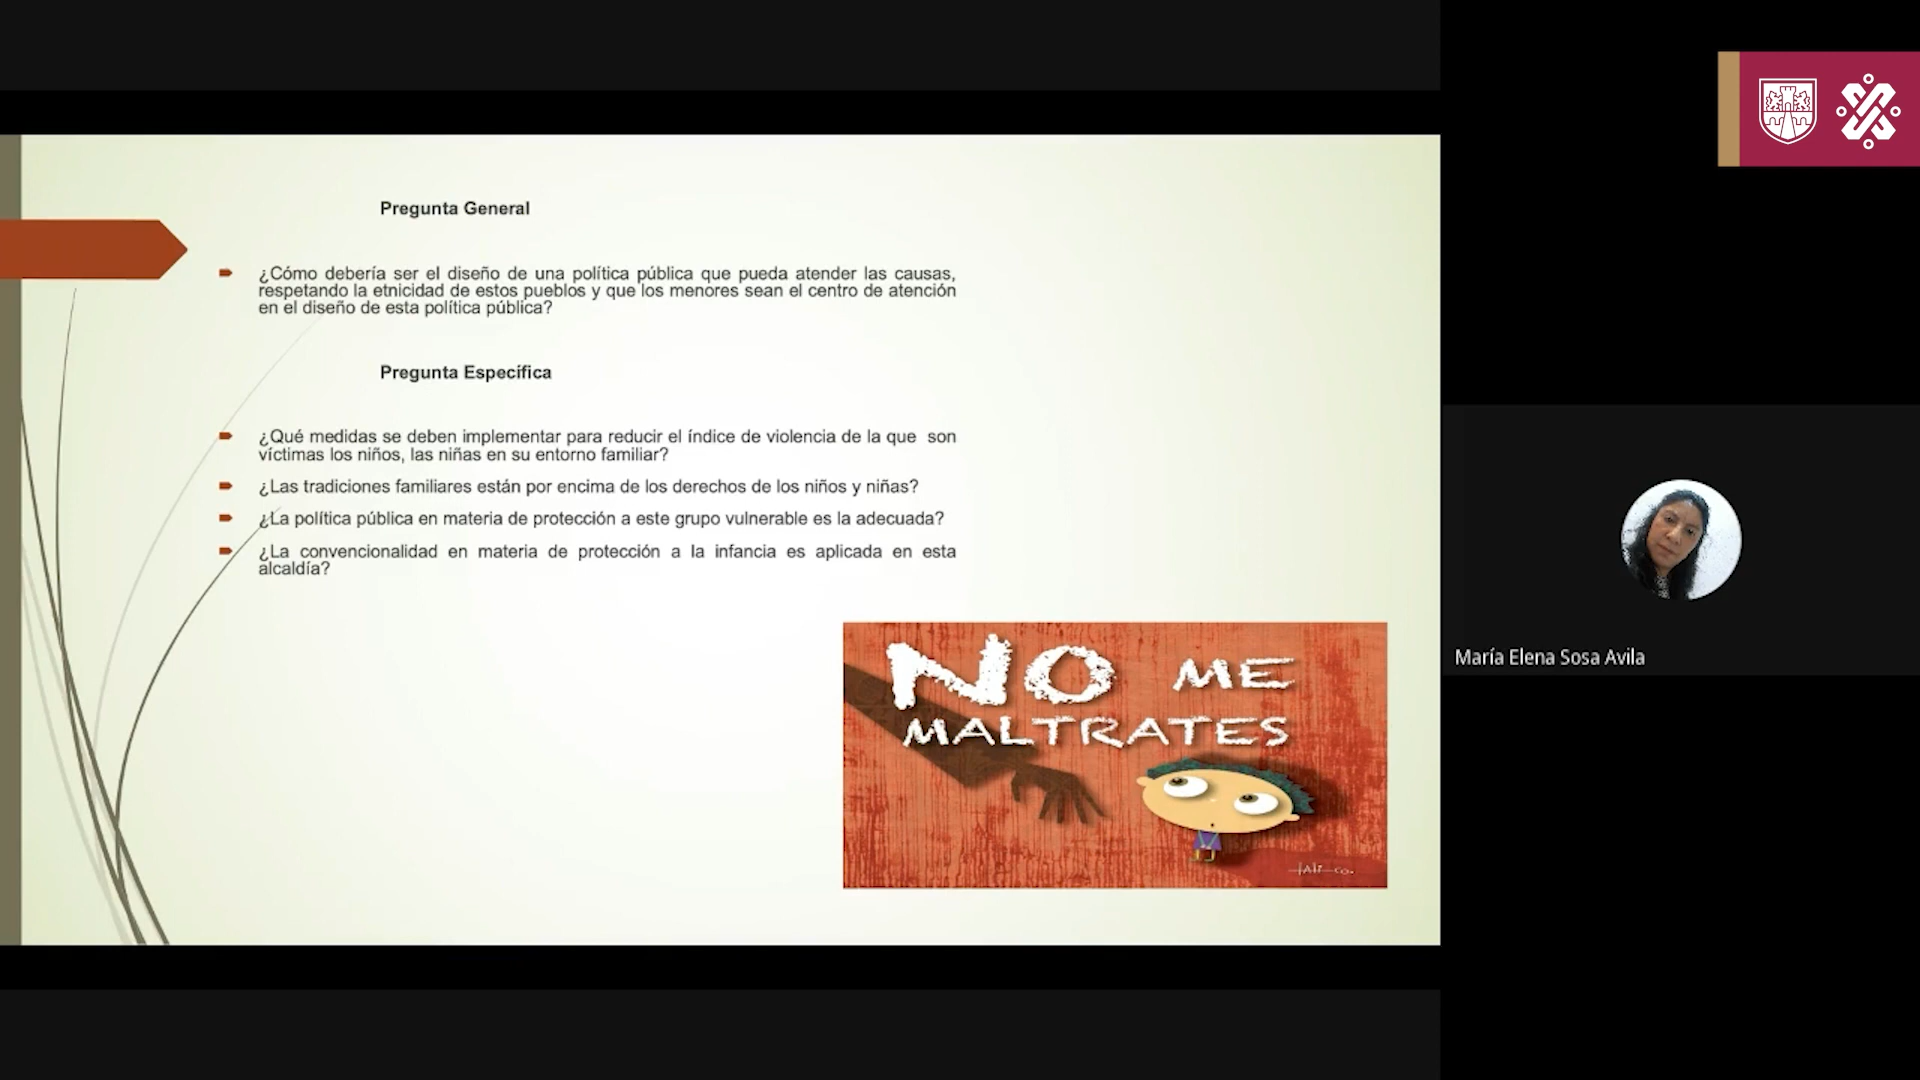 Pregunta General
¿Cómo debería ser el diseño de una política pública que pueda atender las causas,
respetando la etnicidad de estos pueblos y que los menores sean el centro de atención
en el diseño de esta política pública?
Pregunta Específica
¿Qué medidas se deben implementar para reducir el índice de violencia de la que son
víctimas los niños, las niñas en su entorno familiar?
¿Las tradiciones familiares están por encima de los derechos de los niños y niñas?
¿La política pública en materia de protección a este grupo vulnerable es la adecuada?
¿La convencionalidad en materia de protección a la infancia es aplicada en esta
alcaldía?
NO ME
MALTRATES
María Elena Sosa Avila